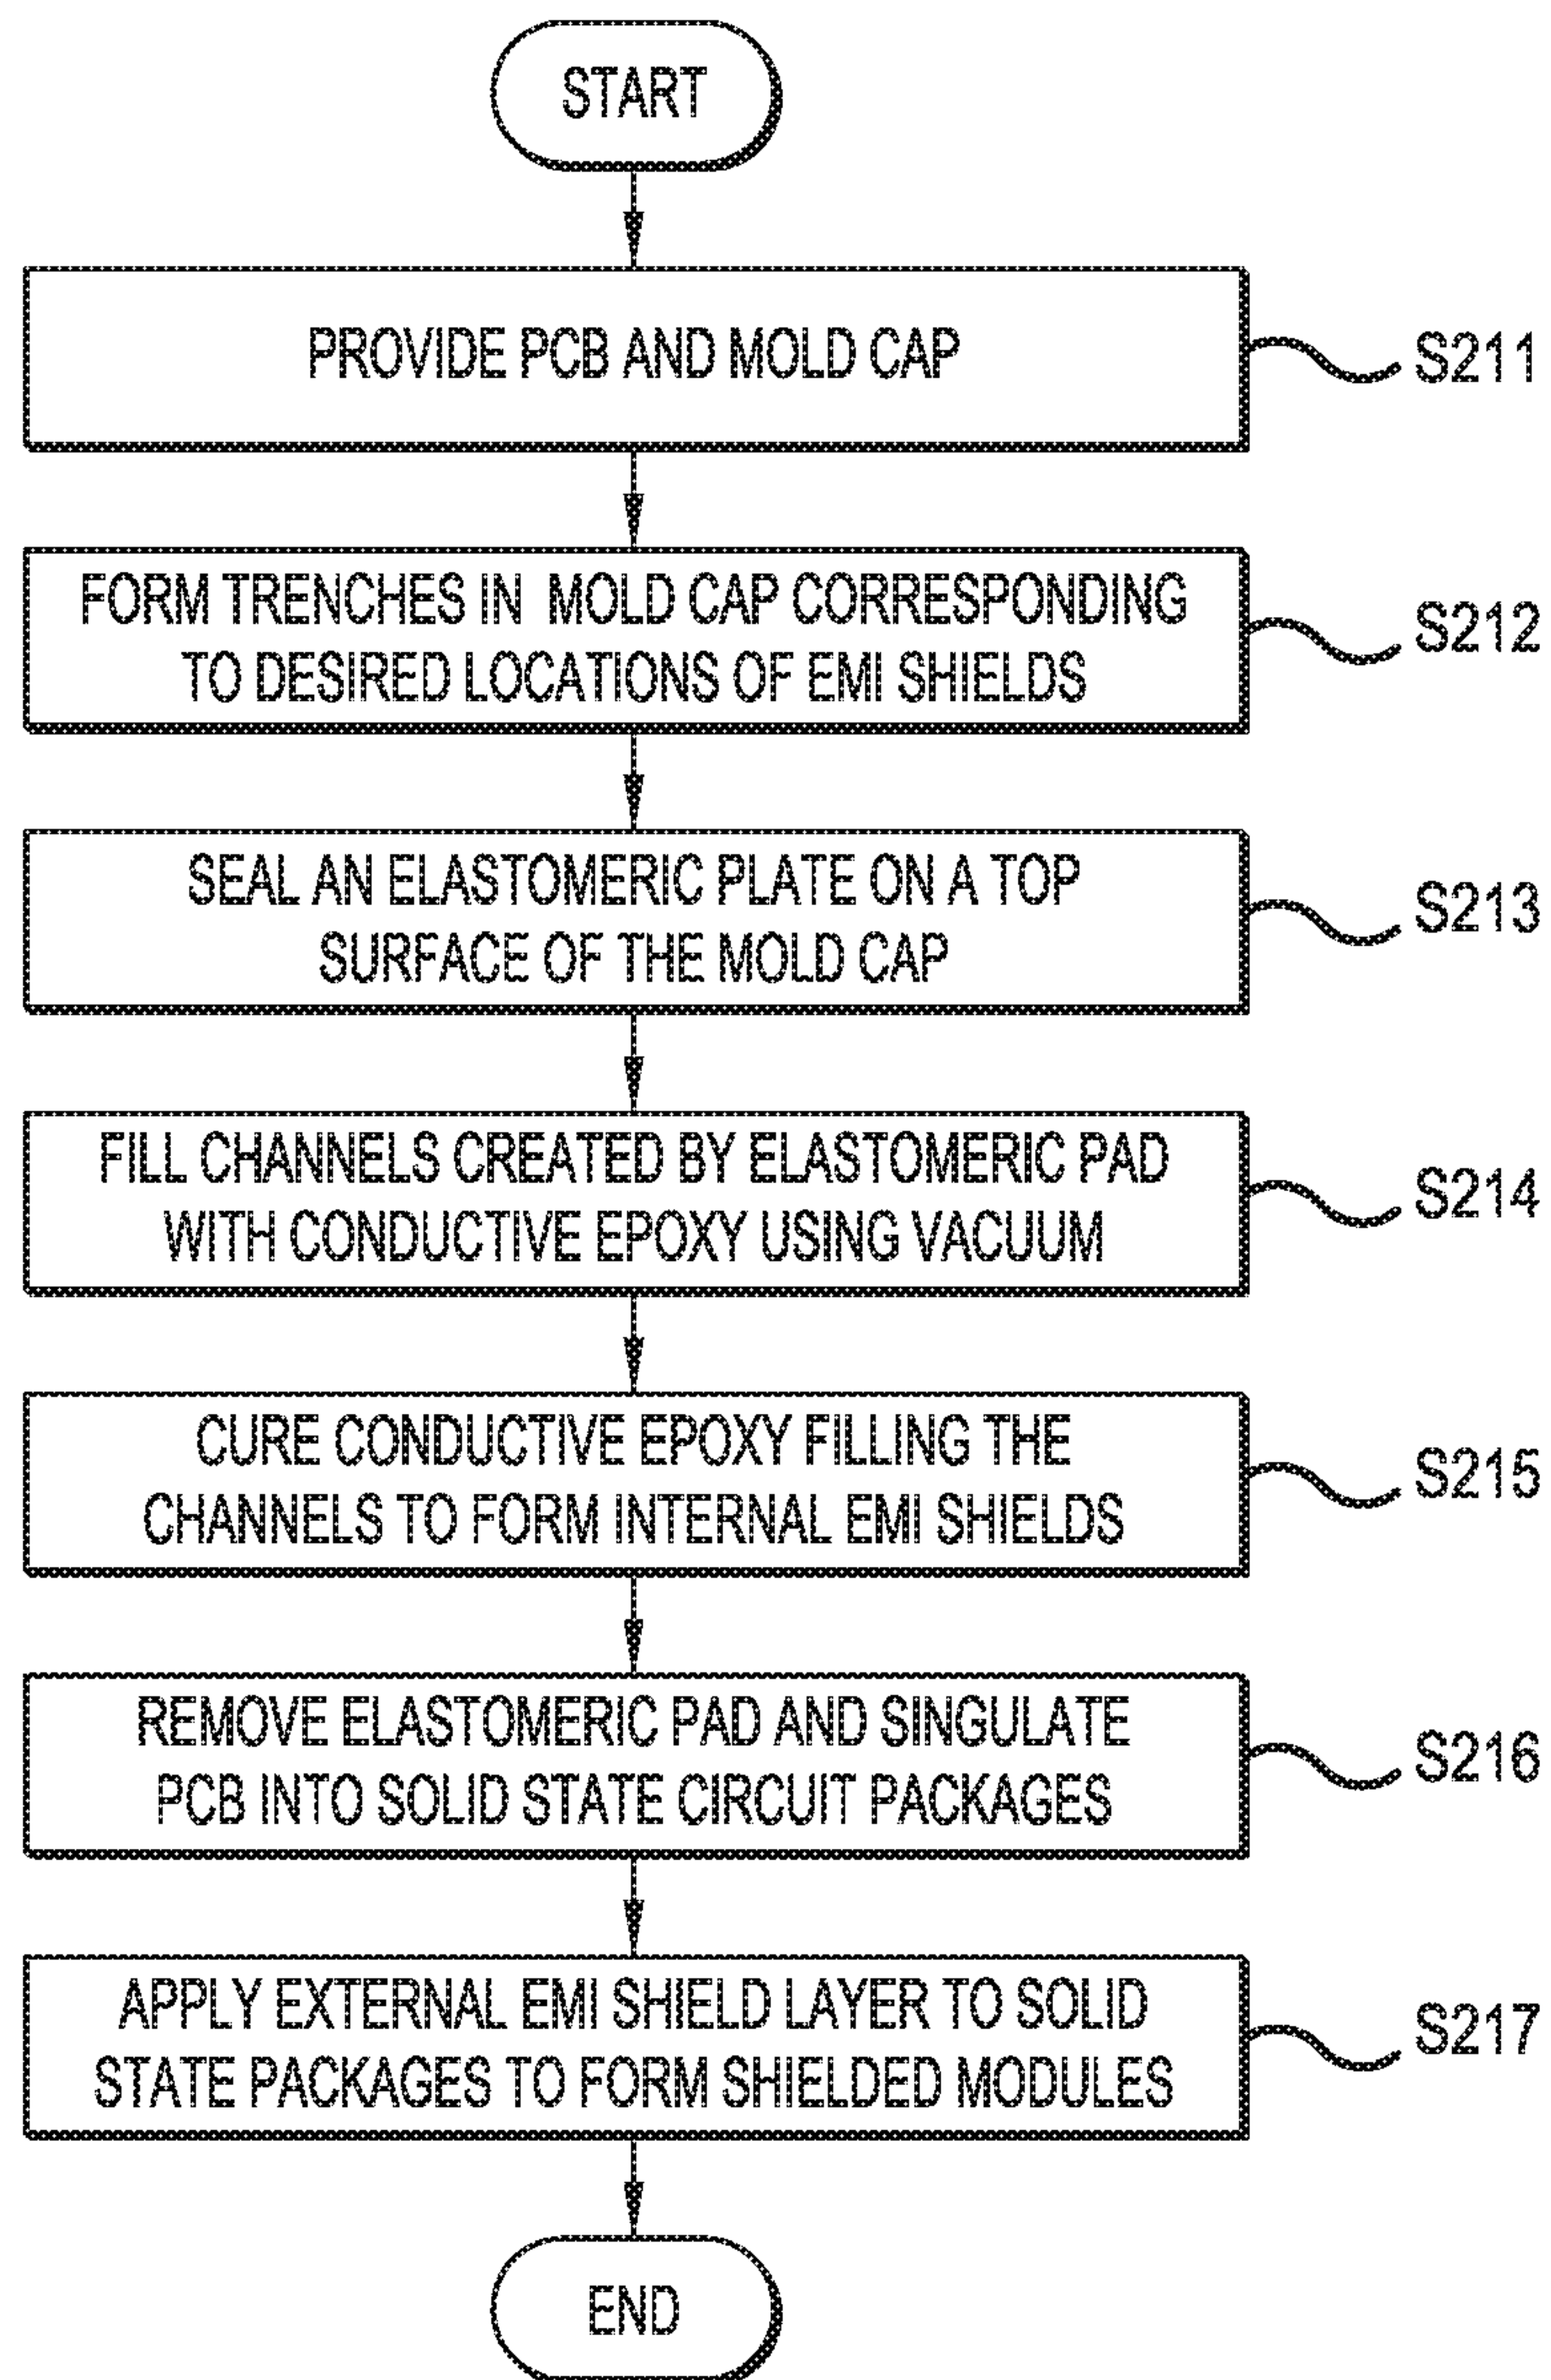 START
PROVIDE PCB AND MOLD CAP
S211
FORM TRENCHES IN MOLD CAP CORRESPONDING
TO DESIRED LOCATIONS OF EMI SHIELDS
S212
SEAL AN ELASTOMERIC PLATE ON A TOP
SURFACE OF THE MOLD CAP
S213
FILL CHANNELS CREATED BY ELASTOMERIC PAD
WITH CONDUCTIVE EPOXY USING VACUUM
S214
CURE CONDUCTIVE EPOXY FILLING THE
CHANNELS TO FORM INTERNAL EMI SHIELDS
S215
REMOVE ELASTOMERIC PAD AND SINGULATE
PCB INTO SOLID STATE CIRCUIT PACKAGES
S216
APPLY EXTERNAL EMI SHIELD LAYER TO SOLID
STATE PACKAGES TO FORM SHIELDED MODULES
S217
END